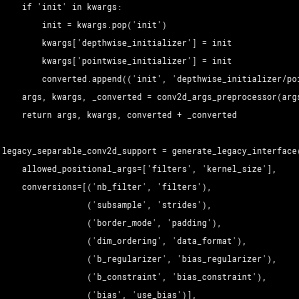 if 'init' in kwargs:
init = kwargs.pop('init')
kwargs['depthwise_initializer'] = init
kwargs['pointwise_initializer'] = init
converted.append(('init', 'depthwise_initializer/poi
args, kwargs, _converted = conv2d_args_preprocessor(args
return args, kwargs, converted + _converted
legacy_separable_conv2d_support = generate_legacy_interface(
allowed_positional_args=['filters', 'kernel_size'],
conversions=[('nb_filter', 'filters'),
('subsample', 'strides'),
('border_mode', 'padding'),
('dim_ordering', 'data_format'),
('b_regularizer', 'bias_regularizer'),
('b_constraint', 'bias_constraint'),
('bias', 'use_bias')],